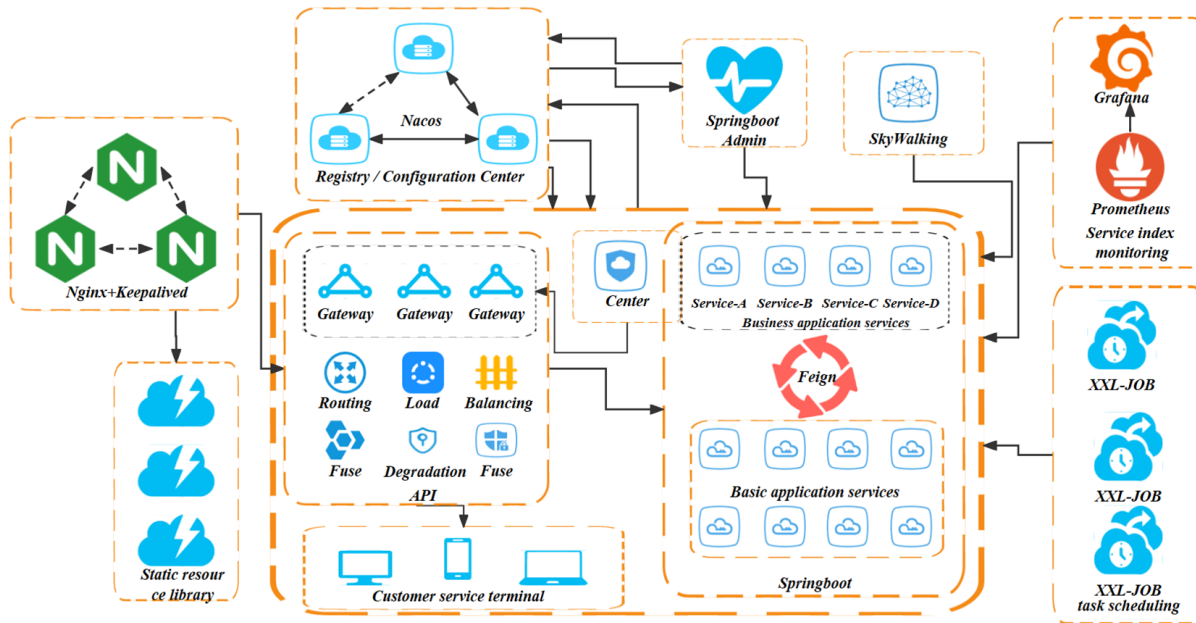 Nacos
Registry / Configuration Center
Springboot
Admin
SkyWalking
Grafana
Prometheus
Service index
monitoring
N
N
N
Nginx+Keepalived
Static resour
ce library
Gateway
Gateway
Gateway
Routing
Load
Balancing
Fuse
Degradation
Fuse
API
Customer service terminal
Center
Service-A
Service-B
Service-C
Service-D
Business application services
Feign
Basic application services
Springboot
XXL-JOB
XXL-JOB
XXL-JOB
task scheduling